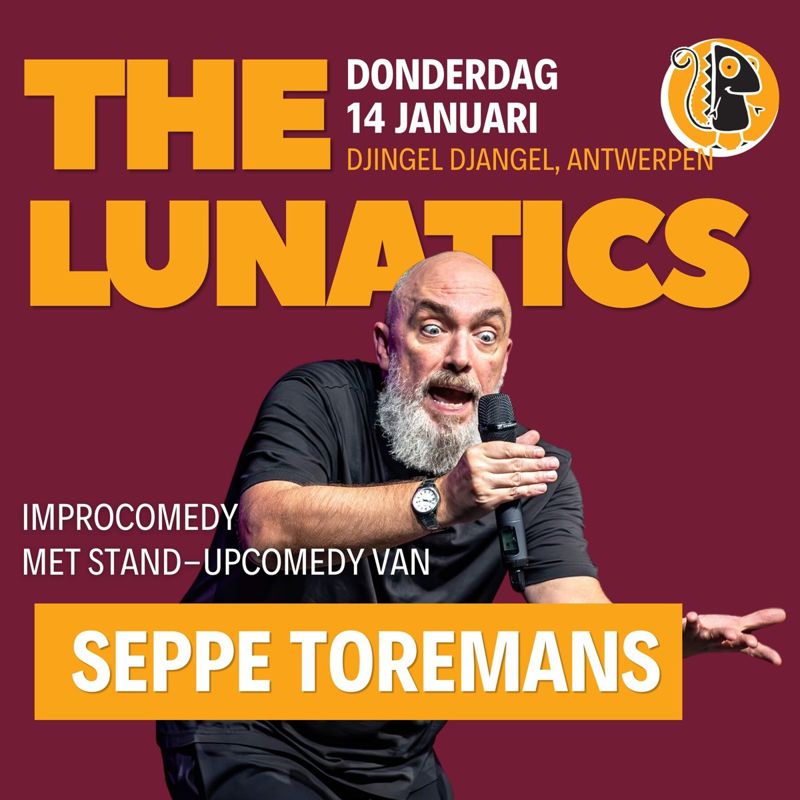 THE
LUNATICS
DONDERDAG
14 JANUARI
DJINGEL DJANGEL, ANTWERPEN
IMPROCOMEDY
MET STAND-UPCOMEDY VAN
SEPPE TOREMANS